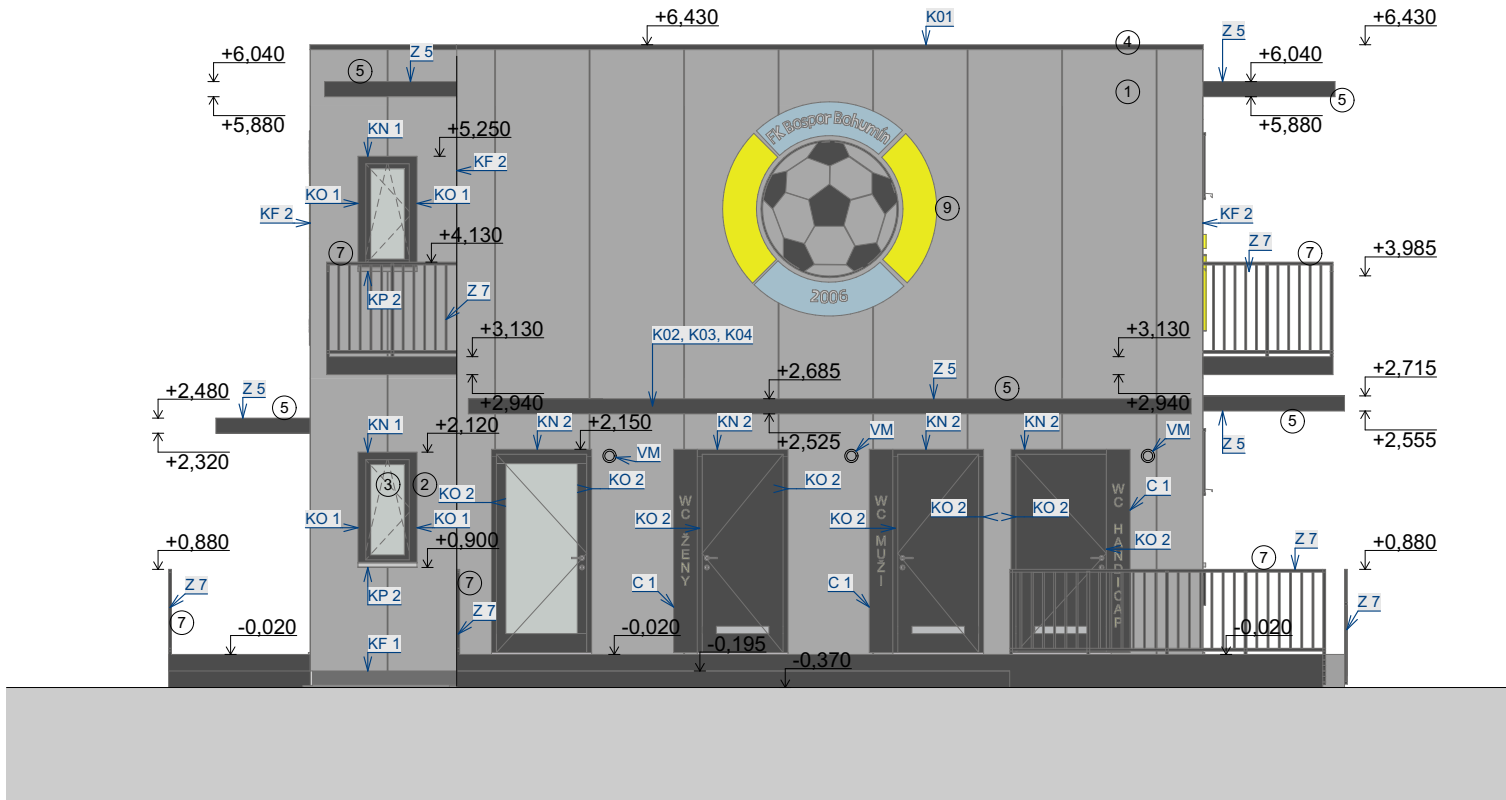 +6,430
K01
+6,430
4
Z 5
+6,040
Z 5
+6,040
5
1
5
+5,880
+5,880
FK Bospor Bohumín
KN 1
+5,250
KF 2
KO 1
KO 1
9
KF 2
KF 2
+4,130
7
Z 7
7
+3,985
KP 2
Z 7
2006
+3,130
K02, K03, K04
+3,130
+2,685
Z 5
5
+2,715
+2,480
Z 5
5
+2,940
+2,940
5
KN 1
+2,120
KN 2
+2,150
KN 2
+2,525
VM
KN 2
KN 2
VM
Z 5
+2,555
+2,320
VM
3
2
KO 2
KO 2
KO 2
C 1
WC ŽENY
WC MUŽI
WC HANDICAP
KO 1
KO 1
KO 2
KO 2
KO 2
KO 2
+0,880
+0,900
KO 2
Z 7
+0,880
7
Z 7
KP 2
7
C 1
C 1
Z 7
7
Z 7
-0,020
KF 1
-0,020
-0,195
-0,370
-0,020